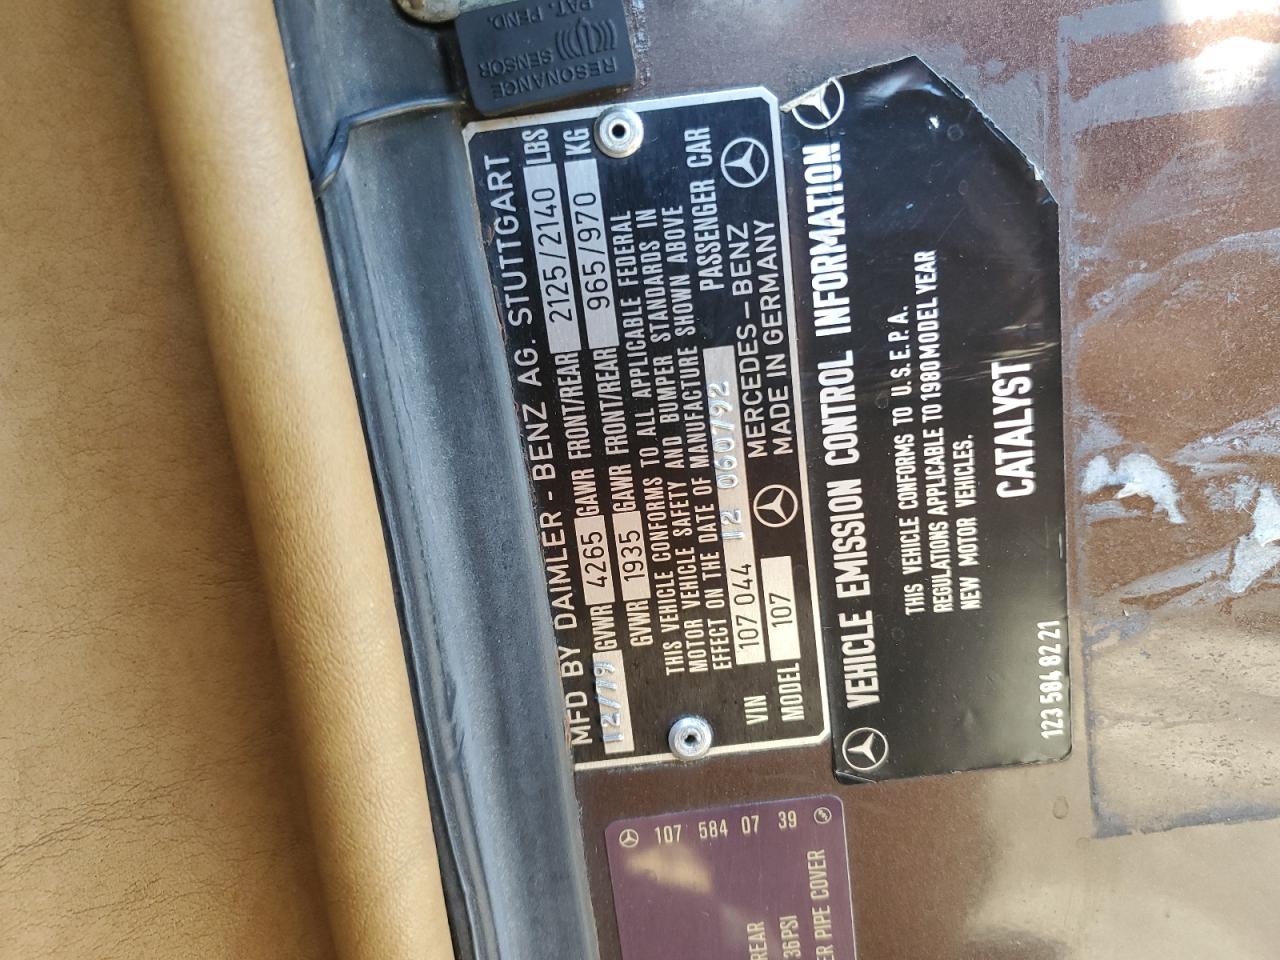 RESONANCE
SENSOR
PAT. PEND.
MFD BY DAIMLER - BENZ AG. STUTTGART
12/79 GVWR 4265 GAWR FRONT/REAR 2125/2140 LBS
GVWR 1935 GAWR FRONT/REAR 965/970 KG
THIS VEHICLE CONFORMS TO ALL APPLICABLE FEDERAL
MOTOR VEHICLE SAFETY AND BUMPER STANDARDS IN
EFFECT ON THE DATE OF MANUFACTURE SHOWN ABOVE
VIN 107 044 12 060792 PASSENGER CAR
MODEL 107 MERCEDES-BENZ
MADE IN GERMANY
VEHICLE EMISSION CONTROL INFORMATION
THIS VEHICLE CONFORMS TO U.S.E.P.A.
REGULATIONS APPLICABLE TO 1980 MODEL YEAR
NEW MOTOR VEHICLES.
CATALYST
123 584 82 21
107 584 07 39
REAR
36 PSI
PIPE COVER